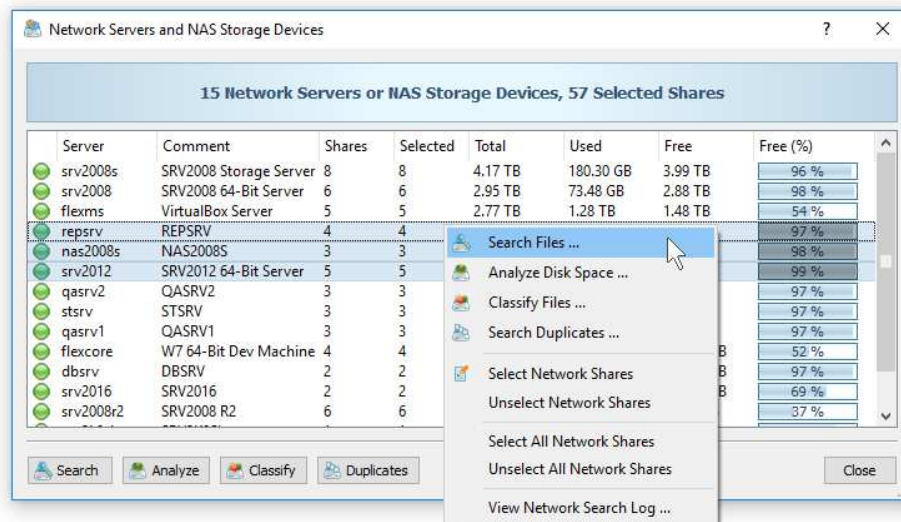 Network Servers and NAS Storage Devices ?
15 Network Servers or NAS Storage Devices, 57 Selected Shares
Server Comment Shares Selected Total Used Free Free (%)
srv2008s SRV2008 Storage Server 8 8 4.17 TB 180.30 GB 3.99 TB 96 %
srv2008 SRV2008 64-Bit Server 6 6 2.95 TB 73.48 GB 2.88 TB 98 %
flexms VirtualBox Server 5 5 2.77 TB 1.28 TB 1.48 TB 54 %
repsrv REPSRV 4 4 97 %
nas2008s NAS2008S 3 3 98 %
srv2012 SRV2012 64-Bit Server 5 5 99 %
qasrv2 QASRV2 3 3 97 %
stsrv STSRV 3 3 97 %
qasrv1 QASRV1 3 3 97 %
flexcore W7 64-Bit Dev Machine 4 4 B 52 %
dbsrv DBSRV 2 2 97 %
srv2016 SRV2016 2 2 B 69 %
srv2008r2 SRV2008 R2 6 6 37 %
Search Files ...
Analyze Disk Space ...
Classify Files ...
Search Duplicates ...
Select Network Shares
Unselect Network Shares
Select All Network Shares
Unselect All Network Shares
View Network Search Log ...
Search Analyze Classify Duplicates Close